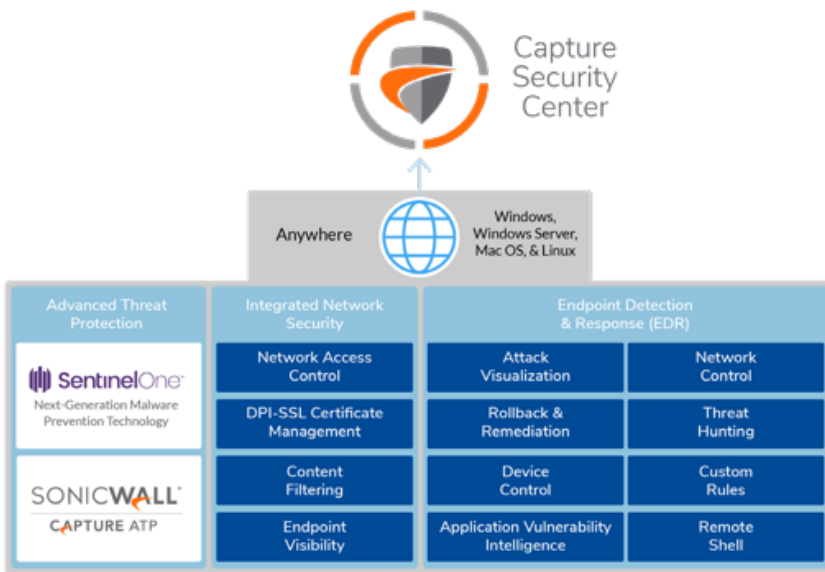 Capture
Security
Center
Anywhere
Windows,
Windows Server,
Mac OS, & Linux
Advanced Threat
Protection
SentinelOne™
Next-Generation Malware
Prevention Technology
SONICWALL™
CAPTURE ATP
Integrated Network
Security
Network Access
Control
DPI-SSL Certificate
Management
Content
Filtering
Endpoint
Visibility
Endpoint Detection
& Response (EDR)
Attack
Visualization
Network
Control
Rollback &
Remediation
Threat
Hunting
Device
Control
Custom
Rules
Application Vulnerability
Intelligence
Remote
Shell